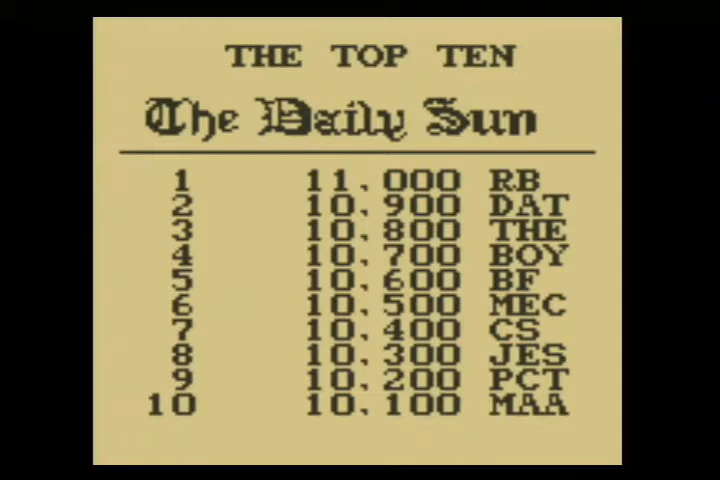 THE TOP TEN
The Daily Sun
1 11.000 RB
2 10.900 DAT
3 10.800 THE
4 10.700 BOY
5 10.600 BF
6 10.500 MEC
7 10.400 CS
8 10.300 JES
9 10.200 PCT
10 10.100 MAA